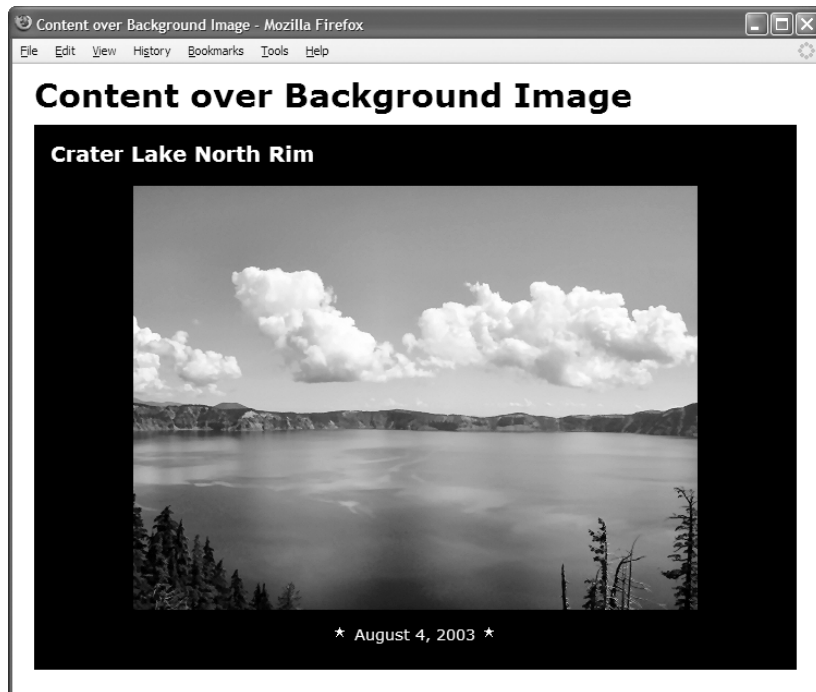 Content over Background Image - Mozilla Firefox
File Edit View History Bookmarks Tools Help
Content over Background Image
Crater Lake North Rim
★ August 4, 2003 ★